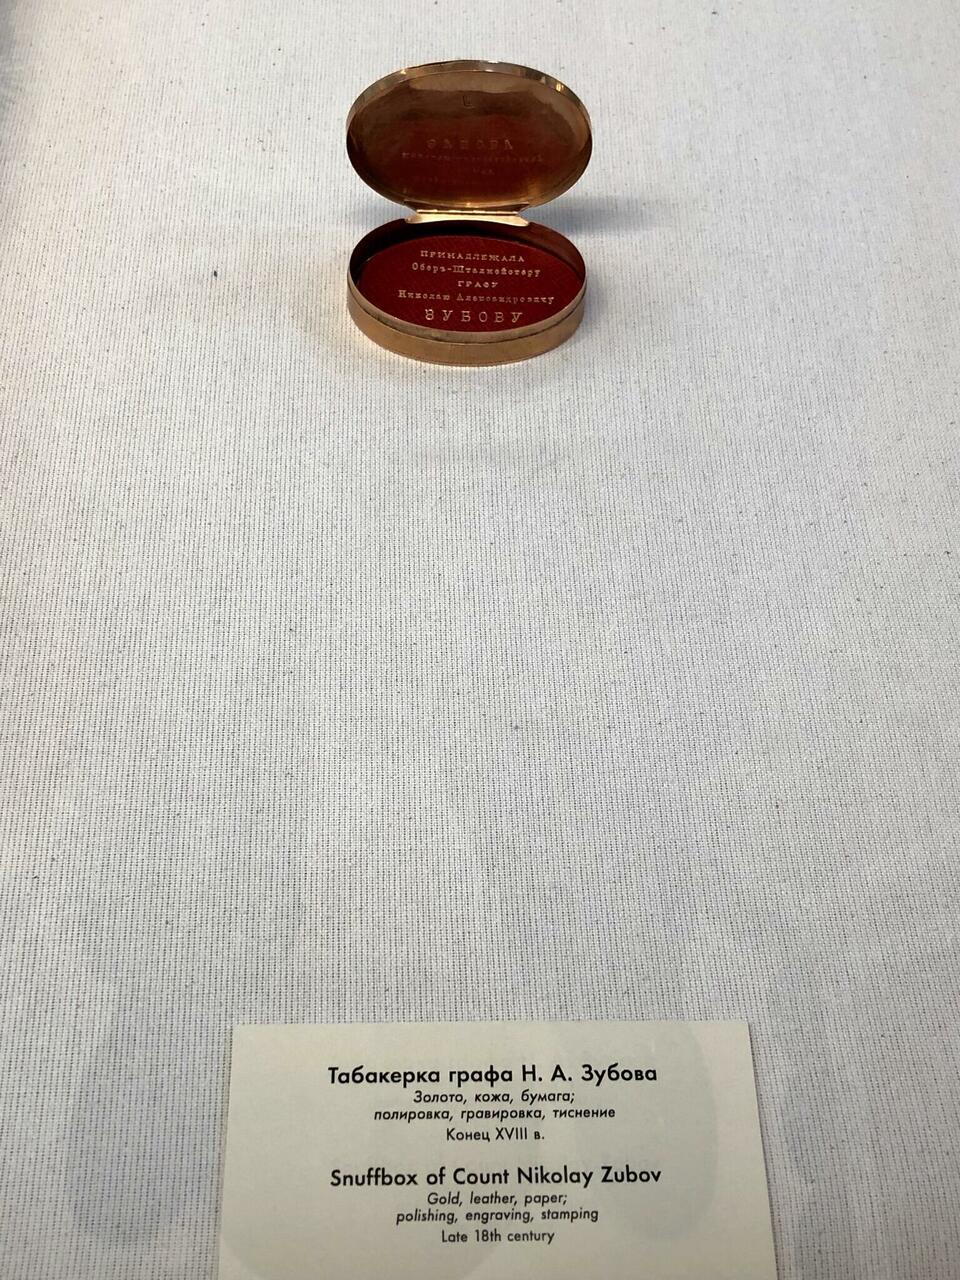 ПРИНАДЛЕЖАЛА
Оберъ-Шталмейстеру
ГРАФУ
Николаю Александровичу
ЗУБОВУ
Табакерка графа Н. А. Зубова
Золото, кожа, бумага;
полировка, гравировка, тиснение
Конец XVIII в.
Snuffbox of Count Nikolay Zubov
Gold, leather, paper;
polishing, engraving, stamping
Late 18th century